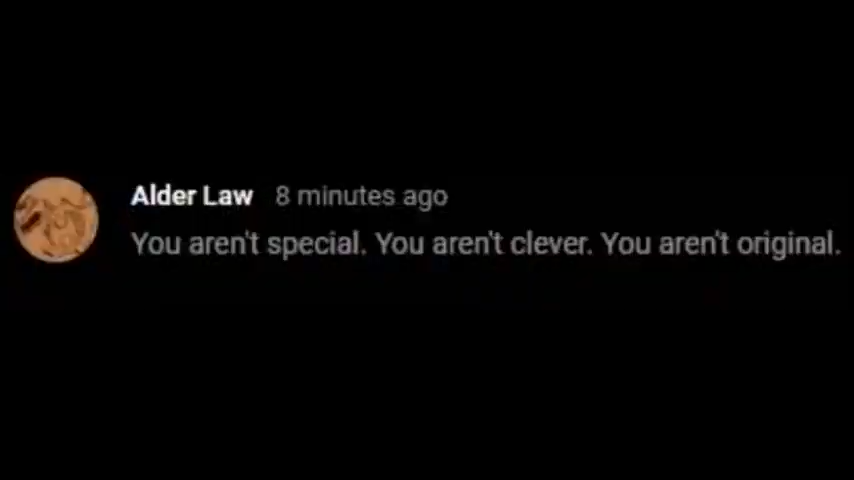 Alder Law 8 minutes ago
You aren't special. You aren't clever. You aren't original.